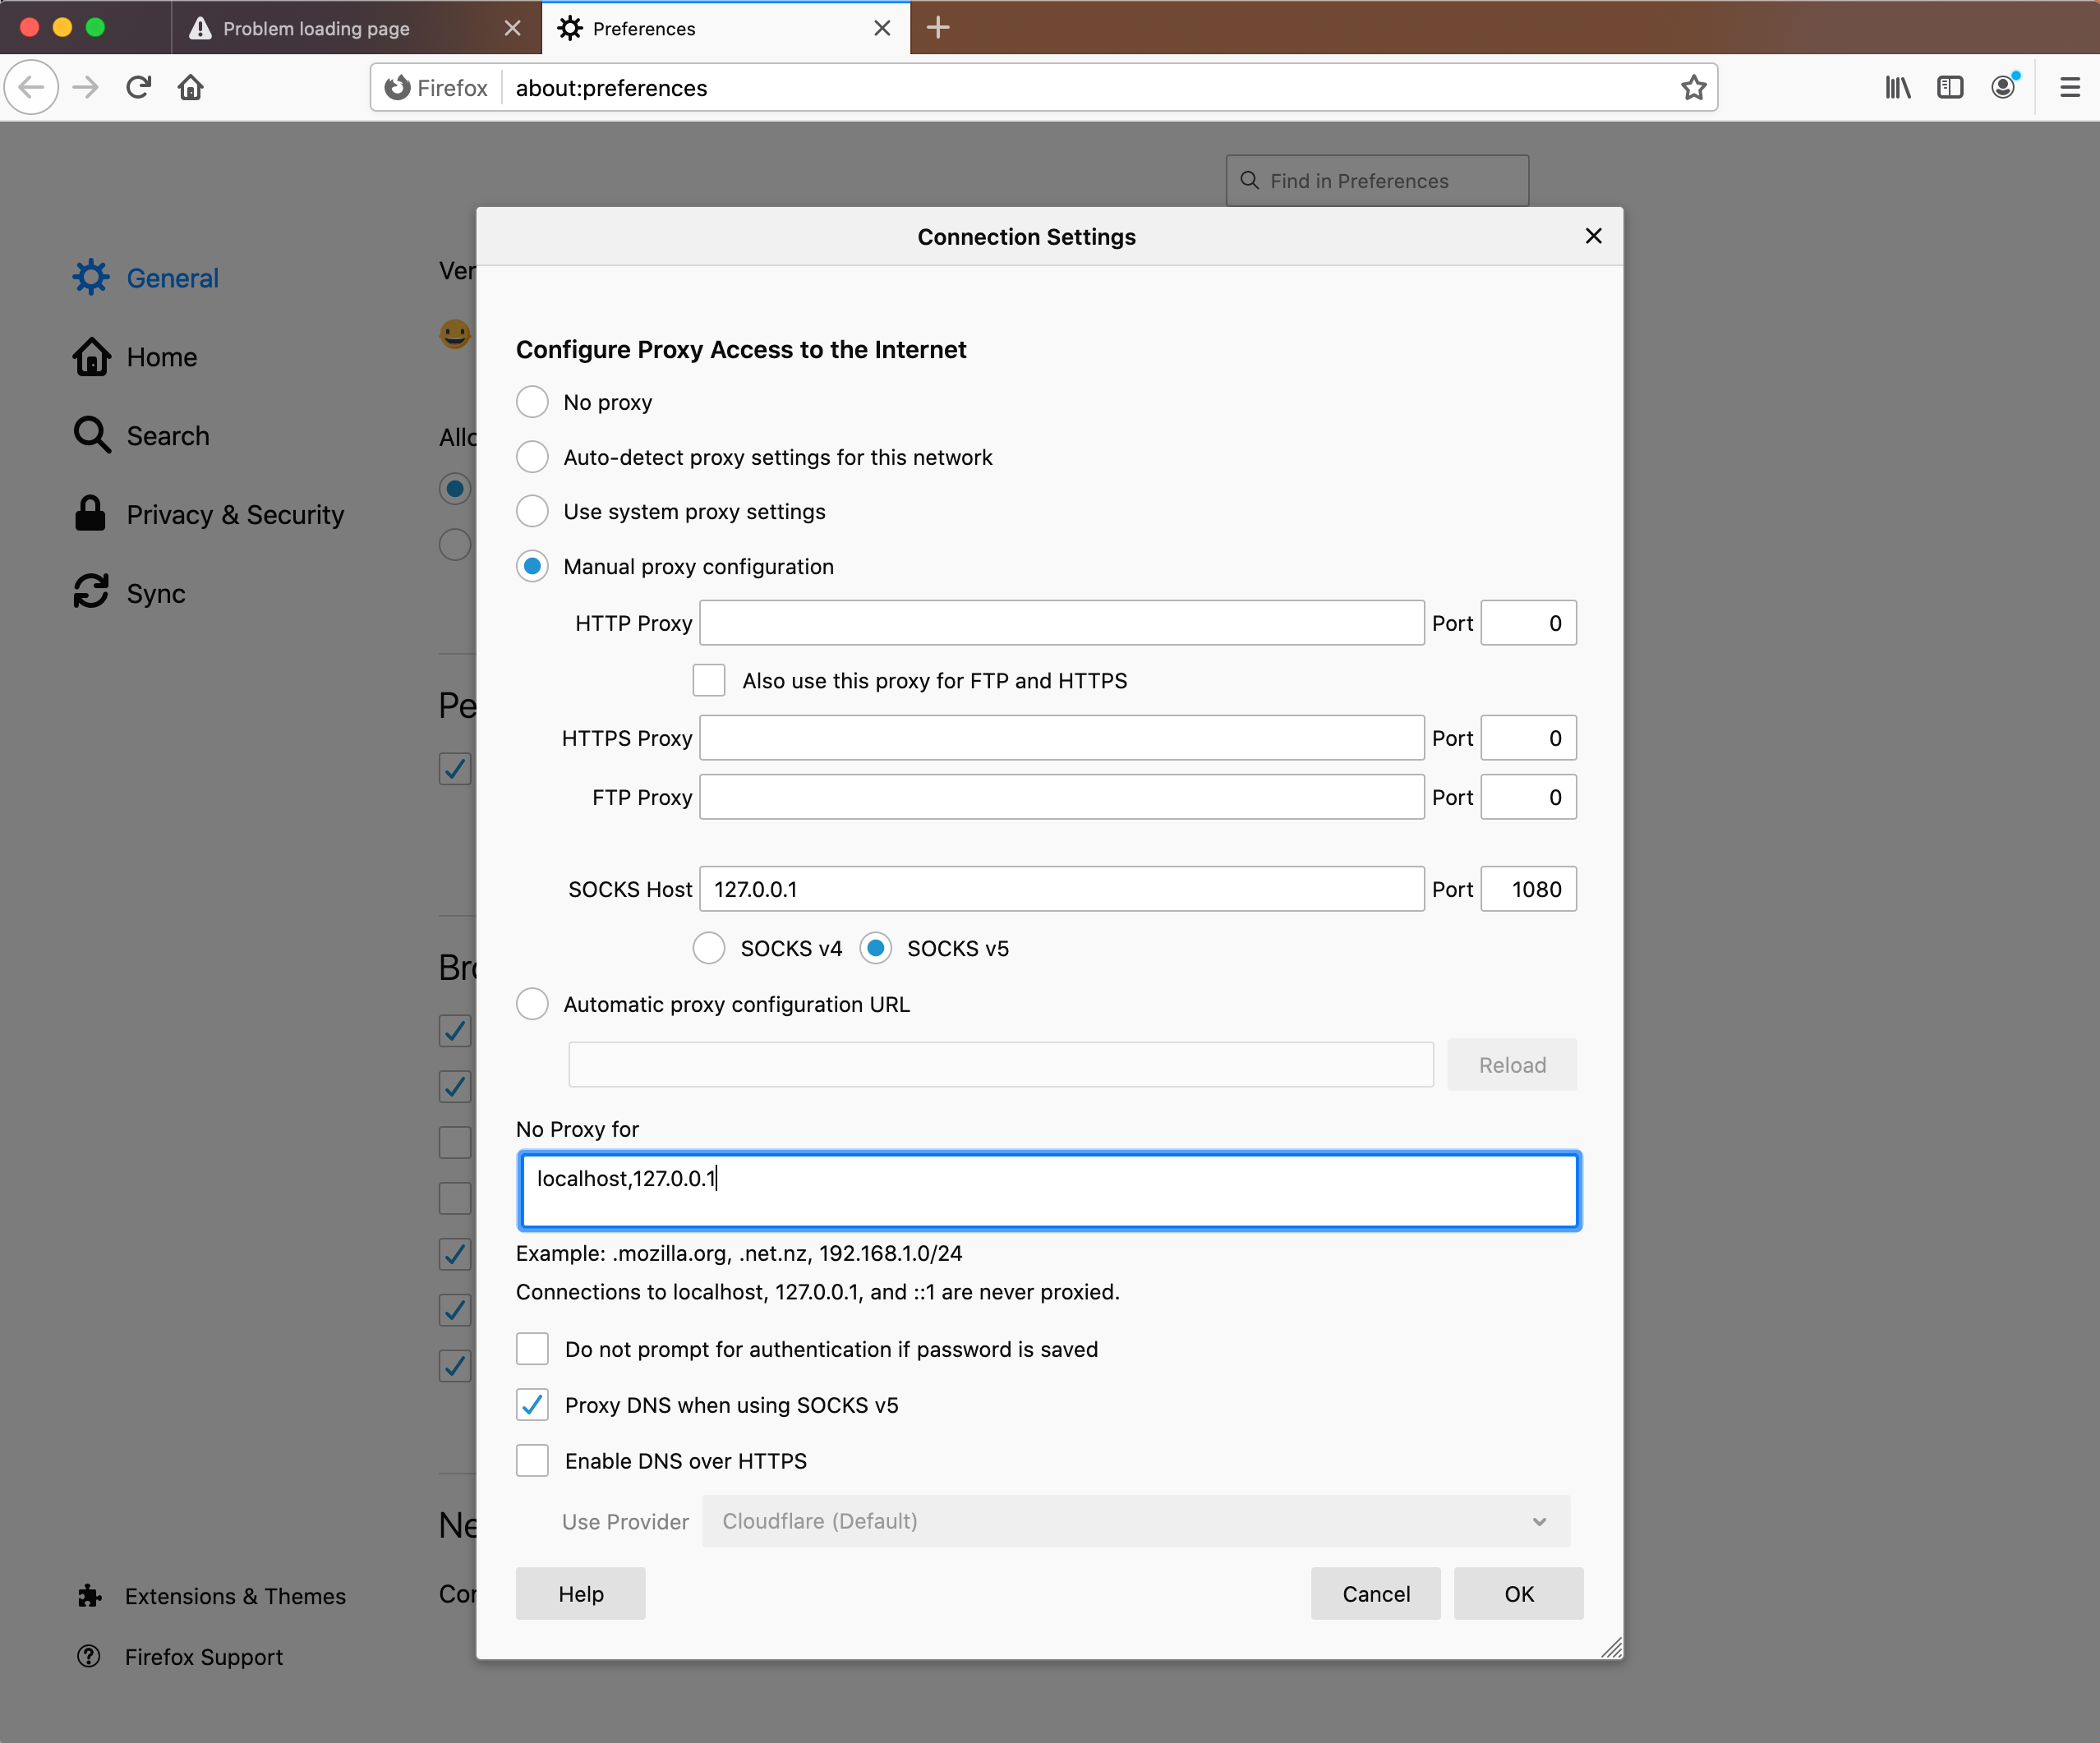 Problem loading page
Preferences
Firefox about:preferences
Find in Preferences
Connection Settings
General
Home
Search
Privacy & Security
Sync
Ver
Allo
Pe
Bro
Ne
Con
Configure Proxy Access to the Internet
No proxy
Auto-detect proxy settings for this network
Use system proxy settings
Manual proxy configuration
HTTP Proxy Port 0
Also use this proxy for FTP and HTTPS
HTTPS Proxy Port 0
FTP Proxy Port 0
SOCKS Host 127.0.0.1 Port 1080
SOCKS v4 SOCKS v5
Automatic proxy configuration URL
Reload
No Proxy for
localhost,127.0.0.1
Example: .mozilla.org, .net.nz, 192.168.1.0/24
Connections to localhost, 127.0.0.1, and ::1 are never proxied.
Do not prompt for authentication if password is saved
Proxy DNS when using SOCKS v5
Enable DNS over HTTPS
Use Provider Cloudflare (Default)
Help Cancel OK
Extensions & Themes
Firefox Support